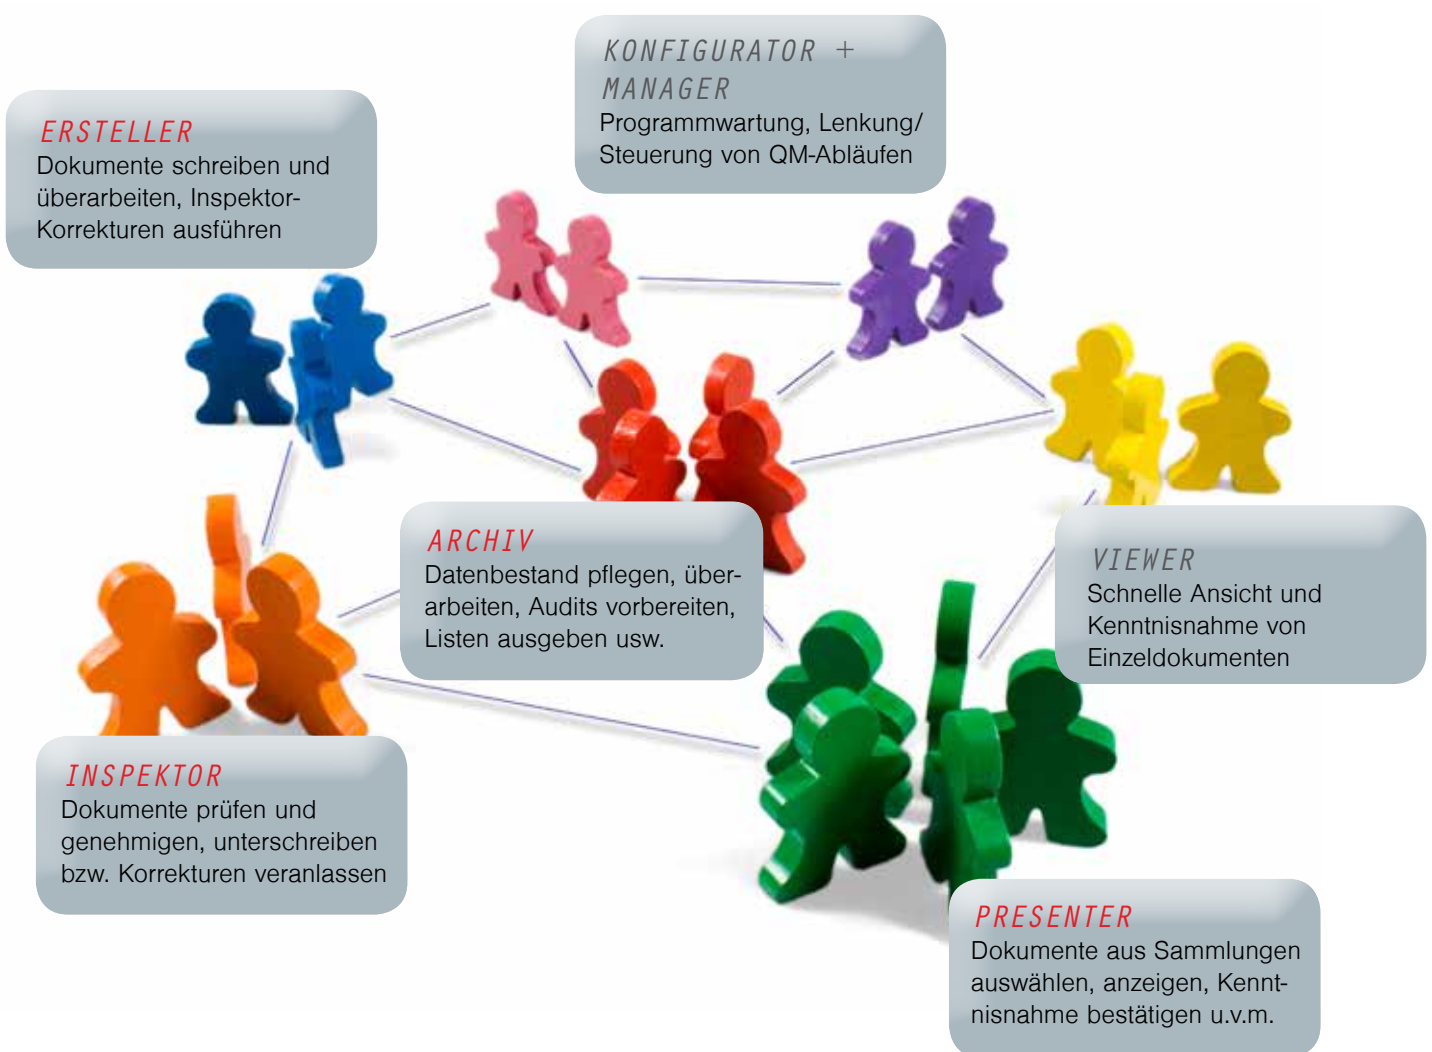 KONFIGURATOR +
MANAGER
Programmwartung, Lenkung/
Steuerung von QM-Abläufen
ERSTELLER
Dokumente schreiben und
überarbeiten, Inspektor-
Korrekturen ausführen
ARCHIV
Datenbestand pflegen, über-
arbeiten, Audits vorbereiten,
Listen ausgeben usw.
VIEWER
Schnelle Ansicht und
Kenntnisnahme von
Einzeldokumenten
INSPEKTOR
Dokumente prüfen und
genehmigen, unterschreiben
bzw. Korrekturen veranlassen
PRESENTER
Dokumente aus Sammlungen
auswählen, anzeigen, Kennt-
nisnahme bestätigen u.v.m.